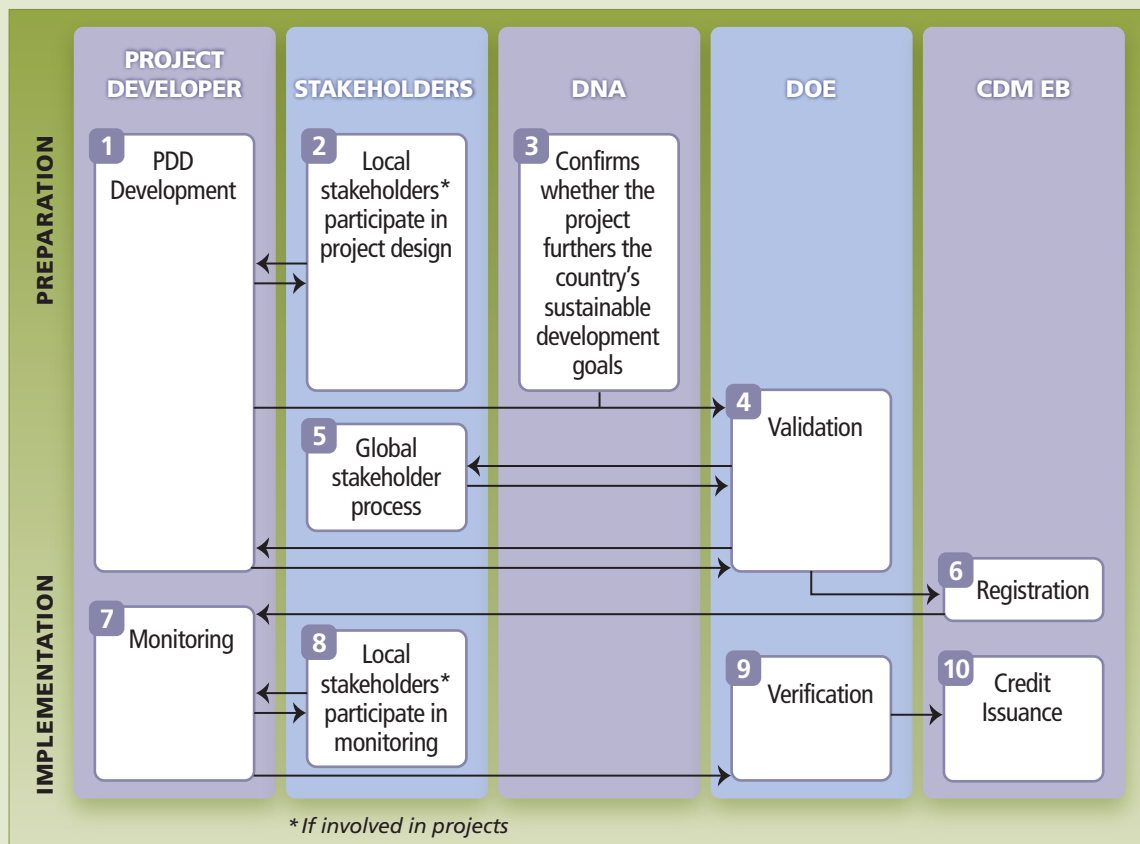 PROJECT
DEVELOPER
STAKEHOLDERS
DNA
DOE
CDM EB
PREPARATION
1
PDD
Development
2
Local
stakeholders*
participate in
project design
3
Confirms
whether the
project
furthers the
country's
sustainable
development
goals
4
Validation
5
Global
stakeholder
process
6
Registration
IMPLEMENTATION
7
Monitoring
8
Local
stakeholders*
participate in
monitoring
9
Verification
10
Credit
Issuance
*If involved in projects